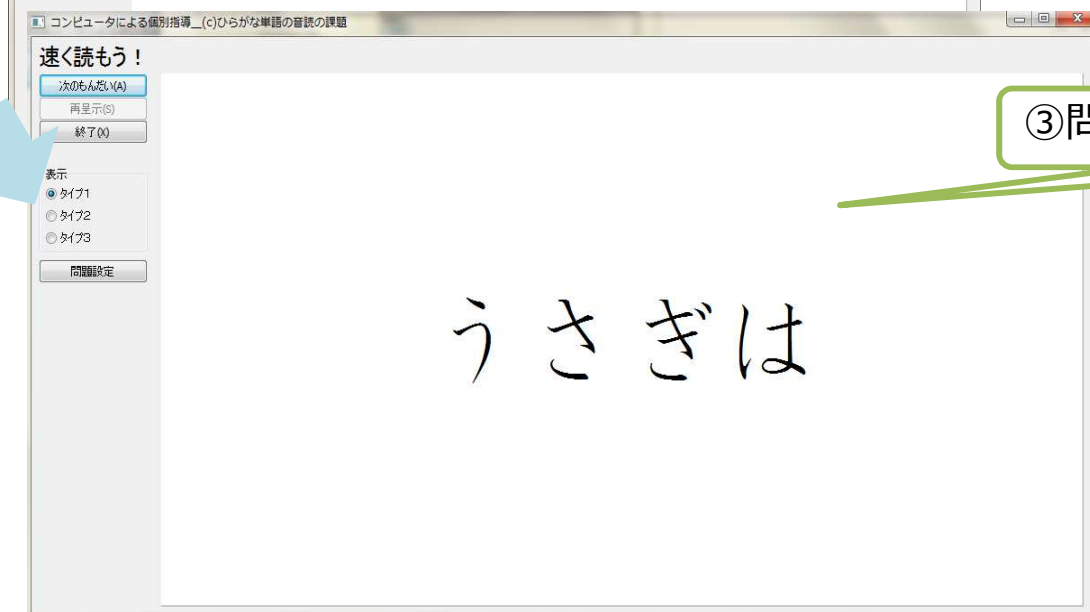 コンピュータによる個別指導__(c)ひらがな単語の音読の課題
速く読もう！
次のもんだい(A)
再呈示(S)
終了(X)
③問
表示
タイプ1
タイプ2
タイプ3
問題設定
うさぎは